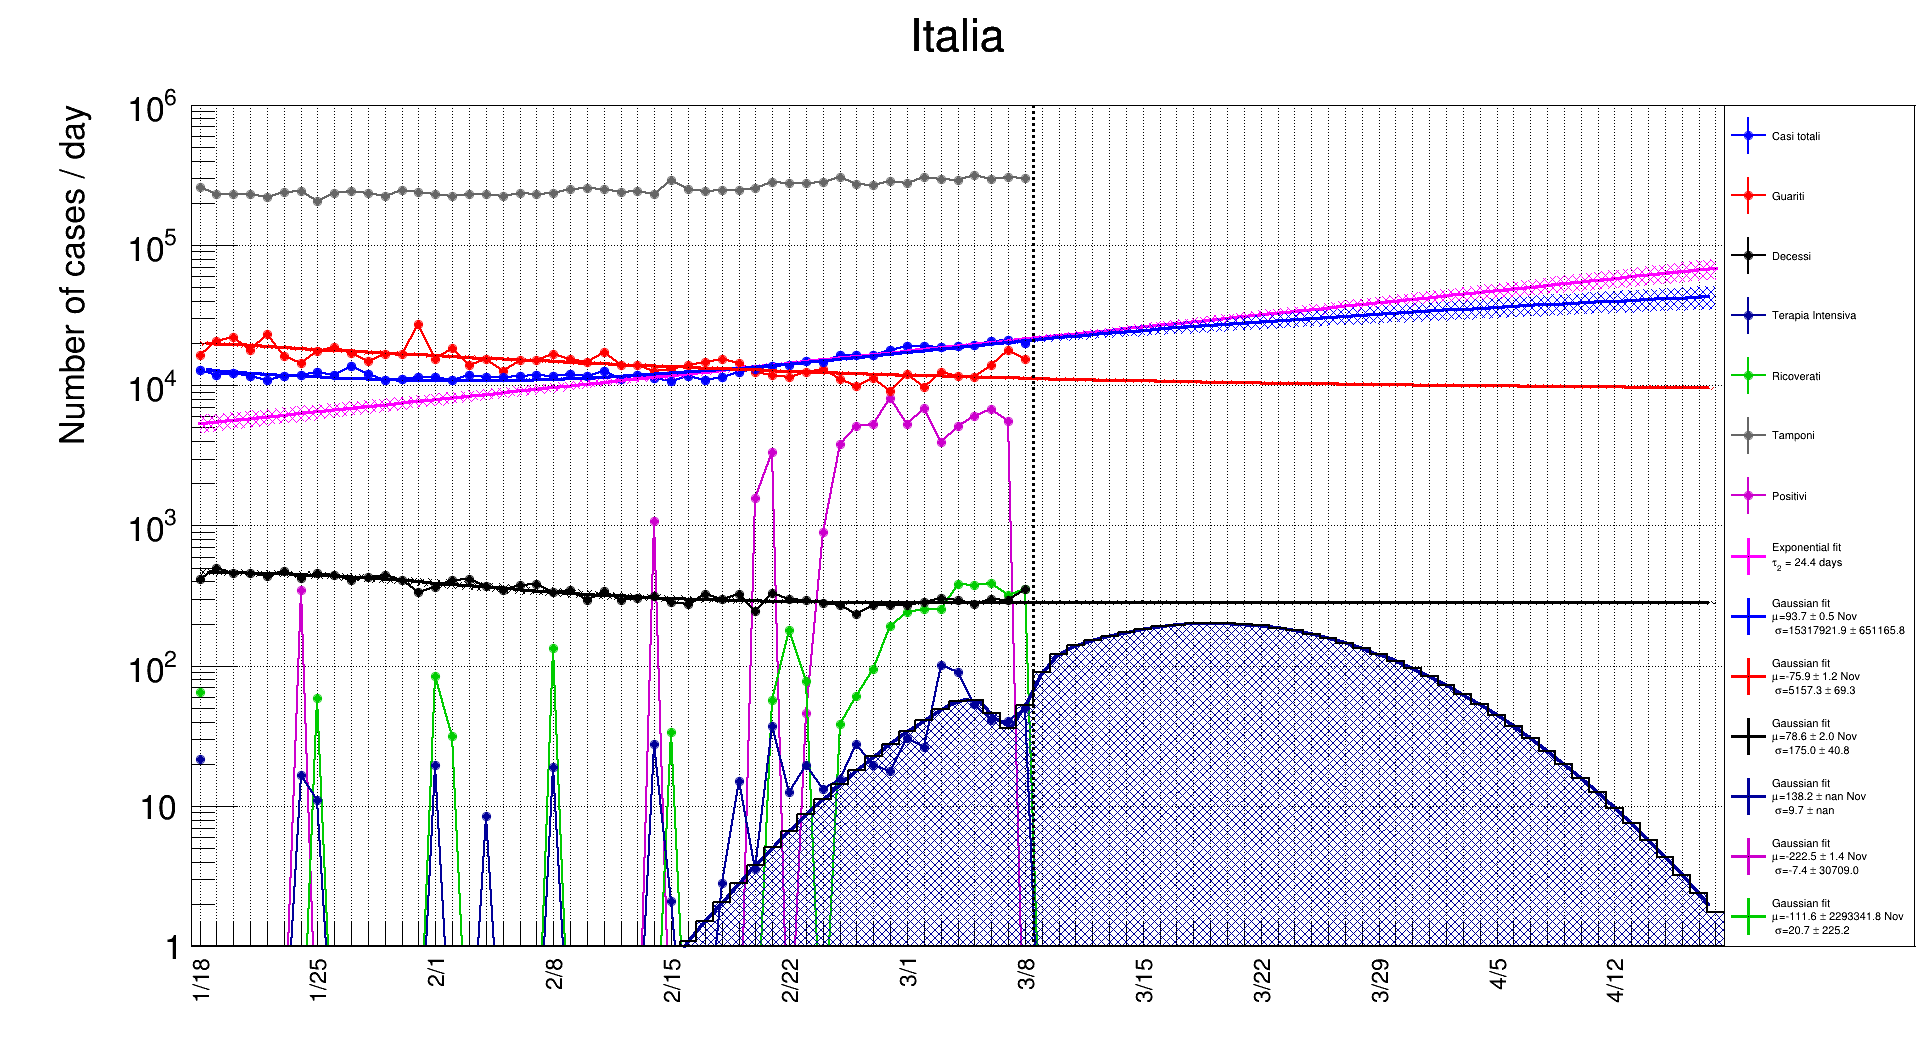 Italia
Number of cases / day
10^6
10^5
10^4
10^3
10^2
10
1
1/18
1/25
2/1
2/8
2/15
2/22
3/1
3/8
3/15
3/22
3/29
4/5
4/12
Casi totali
Guariti
Decessi
Terapia Intensiva
Ricoverati
Tamponi
Positivi
Exponential fit
τ₂ = 24.4 days
Gaussian fit
μ=93.7 ± 0.5 Nov
σ=15317921.9 ± 651165.8
Gaussian fit
μ=-75.9 ± 1.2 Nov
σ=5157.3 ± 69.3
Gaussian fit
μ=78.6 ± 2.0 Nov
σ=175.0 ± 40.8
Gaussian fit
μ=138.2 ± nan Nov
σ=9.7 ± nan
Gaussian fit
μ=-222.5 ± 1.4 Nov
σ=-7.4 ± 30709.0
Gaussian fit
μ=-111.6 ± 2293341.8 Nov
σ=20.7 ± 225.2